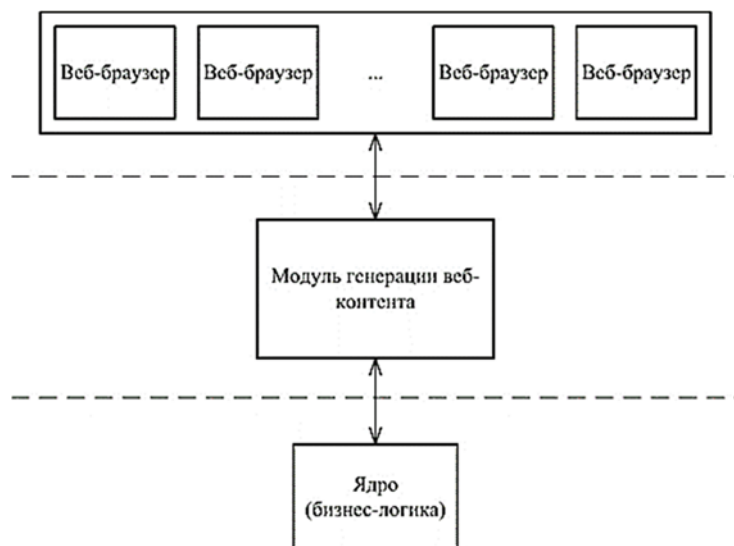 Веб-браузер Веб-браузер ... Веб-браузер Веб-браузер
Модуль генерации веб-
контента
Ядро
(бизнес-логика)